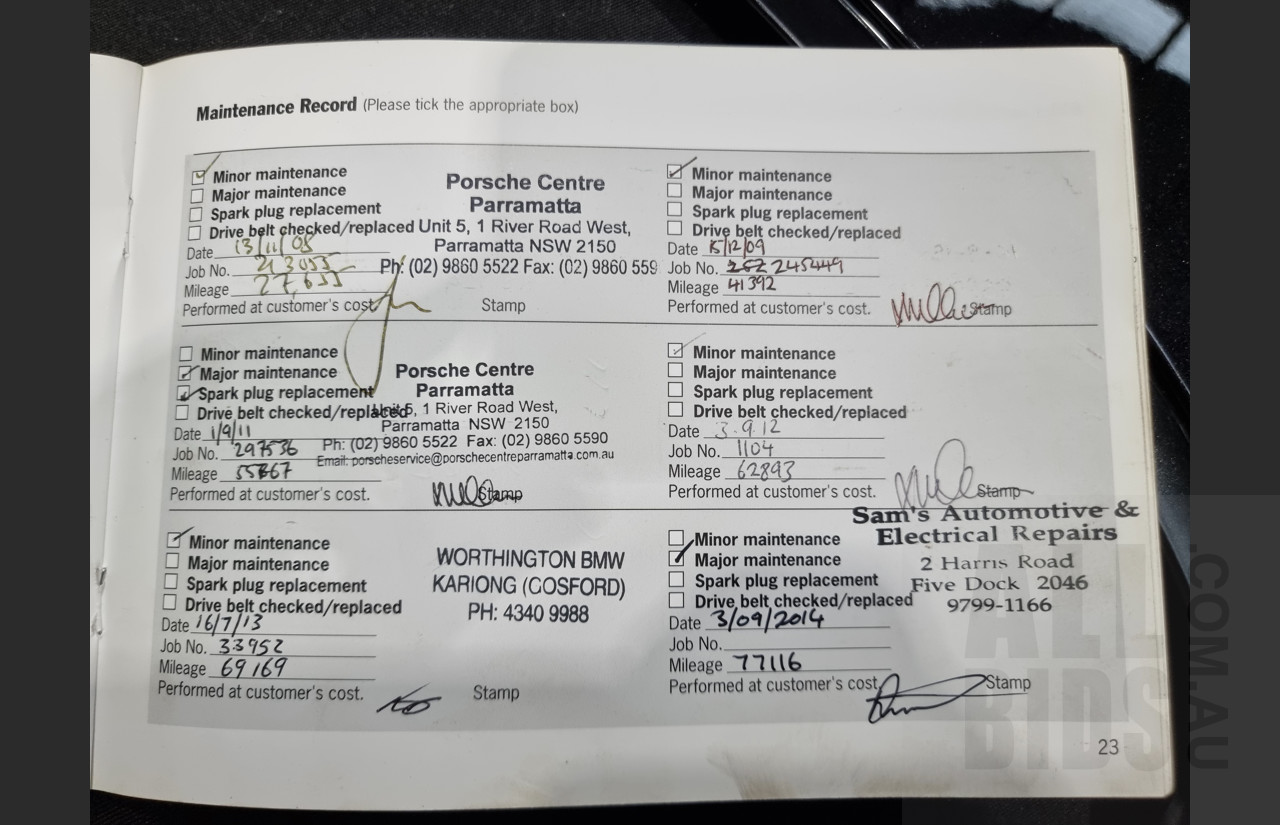 Maintenance Record (Please tick the appropriate box)
Minor maintenance
Major maintenance
Spark plug replacement
Drive belt checked/replaced
Date 13/11/08
Job No. 213055
Mileage 27,655
Performed at customer's cost
Porsche Centre
Parramatta
Unit 5, 1 River Road West,
Parramatta NSW 2150
Ph: (02) 9860 5522 Fax: (02) 9860 559
Stamp
Minor maintenance
Major maintenance
Spark plug replacement
Drive belt checked/replaced
Date 15/12/09
Job No. 245449
Mileage 41392
Performed at customer's cost.
Stamp
Minor maintenance
Major maintenance
Spark plug replacement
Drive belt checked/replaced
Date 1/9/11
Job No. 297536
Mileage 55867
Performed at customer's cost.
Porsche Centre
Parramatta
Unit 5, 1 River Road West,
Parramatta NSW 2150
Ph: (02) 9860 5522 Fax: (02) 9860 5590
Email: porscheservice@porschecentreparramatta.com.au
Stamp
Minor maintenance
Major maintenance
Spark plug replacement
Drive belt checked/replaced
Date 3.9.12
Job No. 1104
Mileage 62893
Performed at customer's cost.
Stamp
Minor maintenance
Major maintenance
Spark plug replacement
Drive belt checked/replaced
Date 16/7/13
Job No. 33952
Mileage 69169
Performed at customer's cost.
WORTHINGTON BMW
KARIONG (GOSFORD)
PH: 4340 9988
Stamp
Minor maintenance
Major maintenance
Spark plug replacement
Drive belt checked/replaced
Date 3/09/2014
Job No.
Mileage 77116
Performed at customer's cost
Sam's Automotive &
Electrical Repairs
2 Harris Road
Five Dock 2046
9799-1166
Stamp
23
ALL
BIDS
.COM.AU